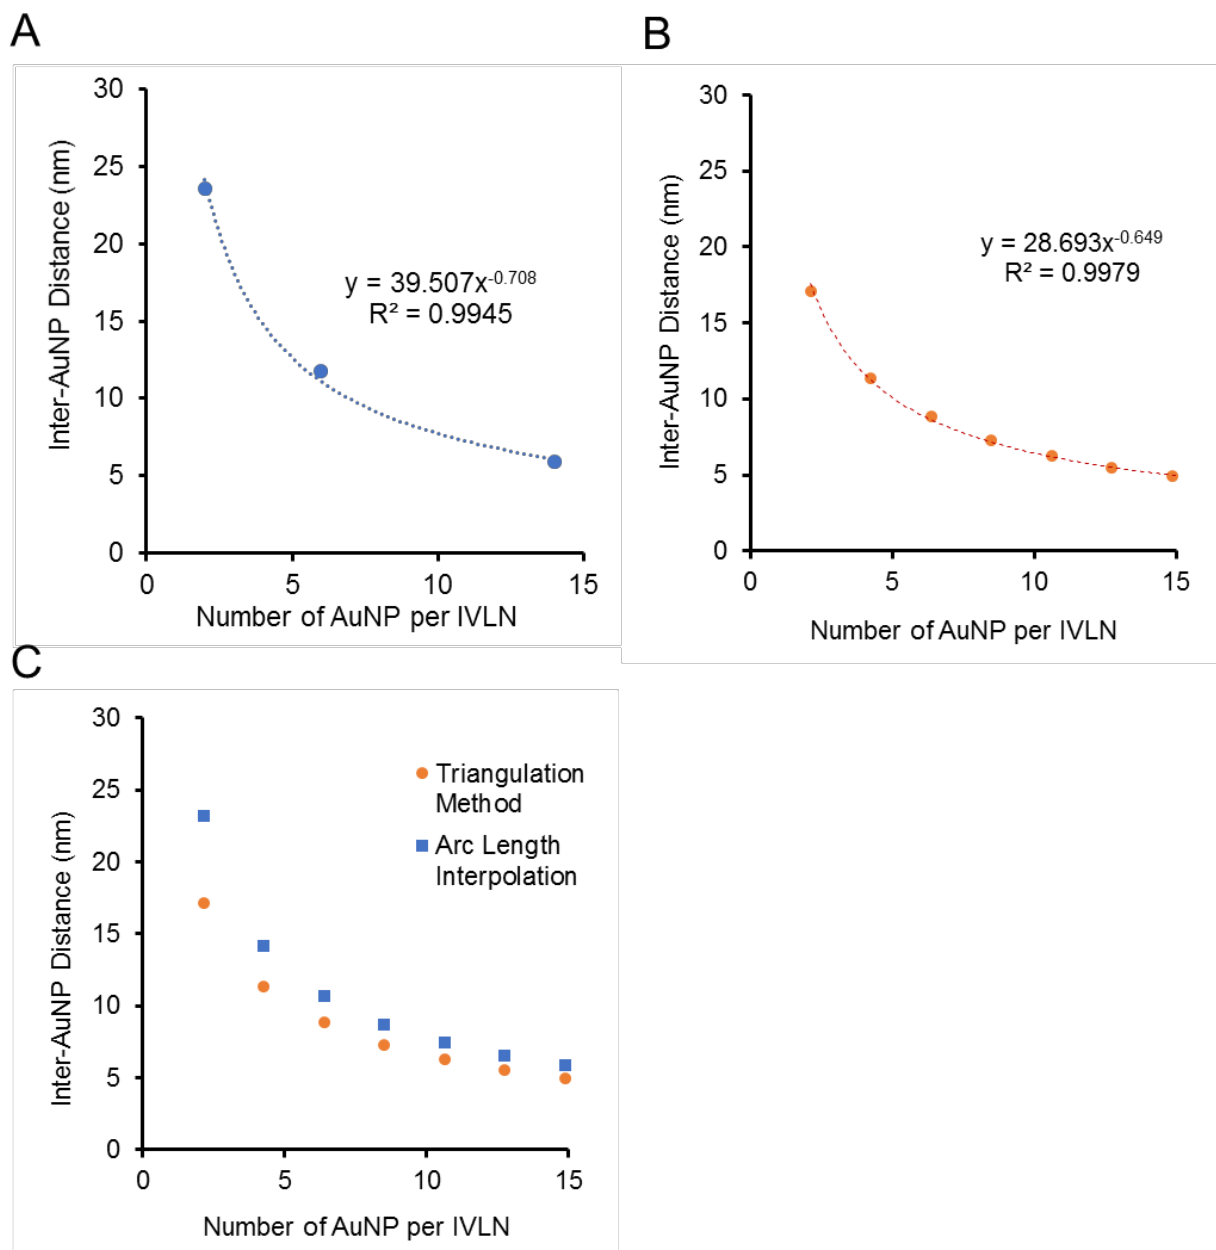 A
30
25
20
15
10
5
0
Inter-AuNP Distance (nm)
y = 39.507x^-0.708
R² = 0.9945
0 5 10 15
Number of AuNP per IVLN
B
30
25
20
15
10
5
0
Inter-AuNP Distance (nm)
y = 28.693x^-0.649
R² = 0.9979
0 5 10 15
Number of AuNP per IVLN
C
30
25
20
15
10
5
0
Inter-AuNP Distance (nm)
Triangulation
Method
Arc Length
Interpolation
0 5 10 15
Number of AuNP per IVLN